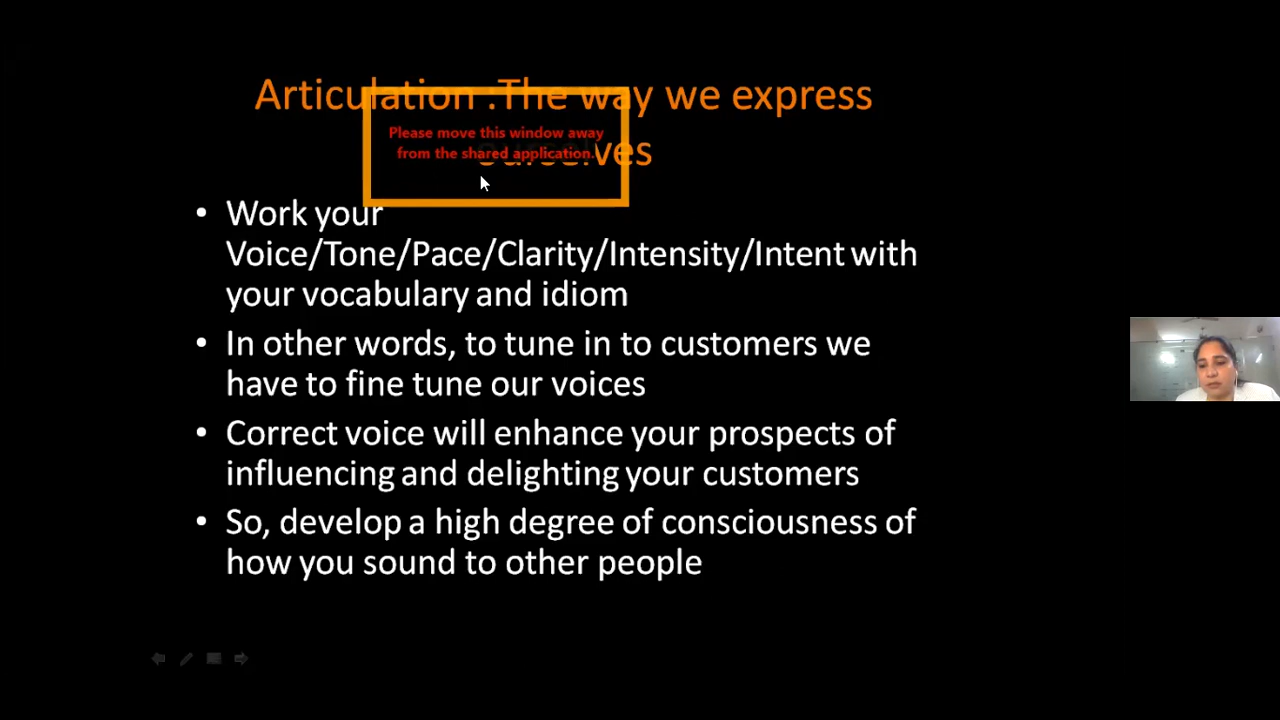 Articulation :The way we express
Please move this window away
from the shared application.
ourselves
• Work your
Voice/Tone/Pace/Clarity/Intensity/Intent with
your vocabulary and idiom
• In other words, to tune in to customers we
have to fine tune our voices
• Correct voice will enhance your prospects of
influencing and delighting your customers
• So, develop a high degree of consciousness of
how you sound to other people